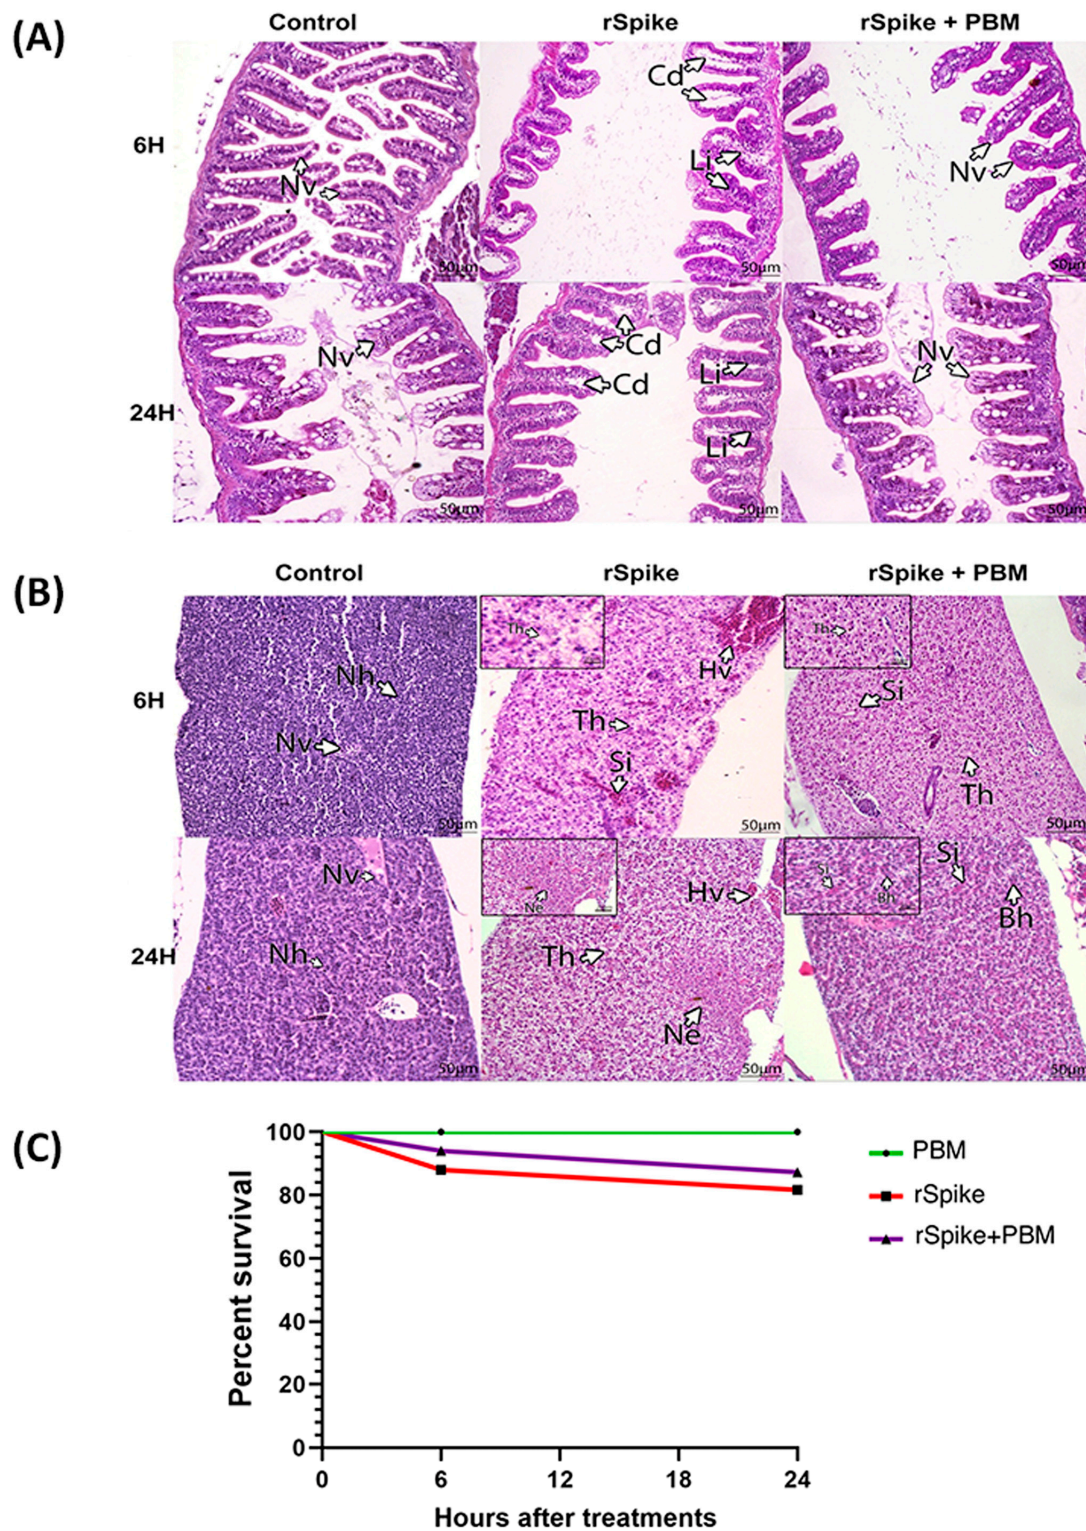 (A)
Control rSpike rSpike + PBM
6H
Nv Cd Li Nv
50µm 50µm 50µm
24H
Nv Cd Cd Li Li Nv
50µm 50µm 50µm
(B)
Control rSpike rSpike + PBM
6H
Nh Nv Th Hv Th Si Th Si Th
50µm 50µm 50µm
24H
Nv Nh Ne Hv Th Ne Si Bh Si Bh
50µm 50µm 50µm
(C)
Percent survival
100
80
60
40
20
0
0 6 12 18 24
Hours after treatments
PBM
rSpike
rSpike+PBM